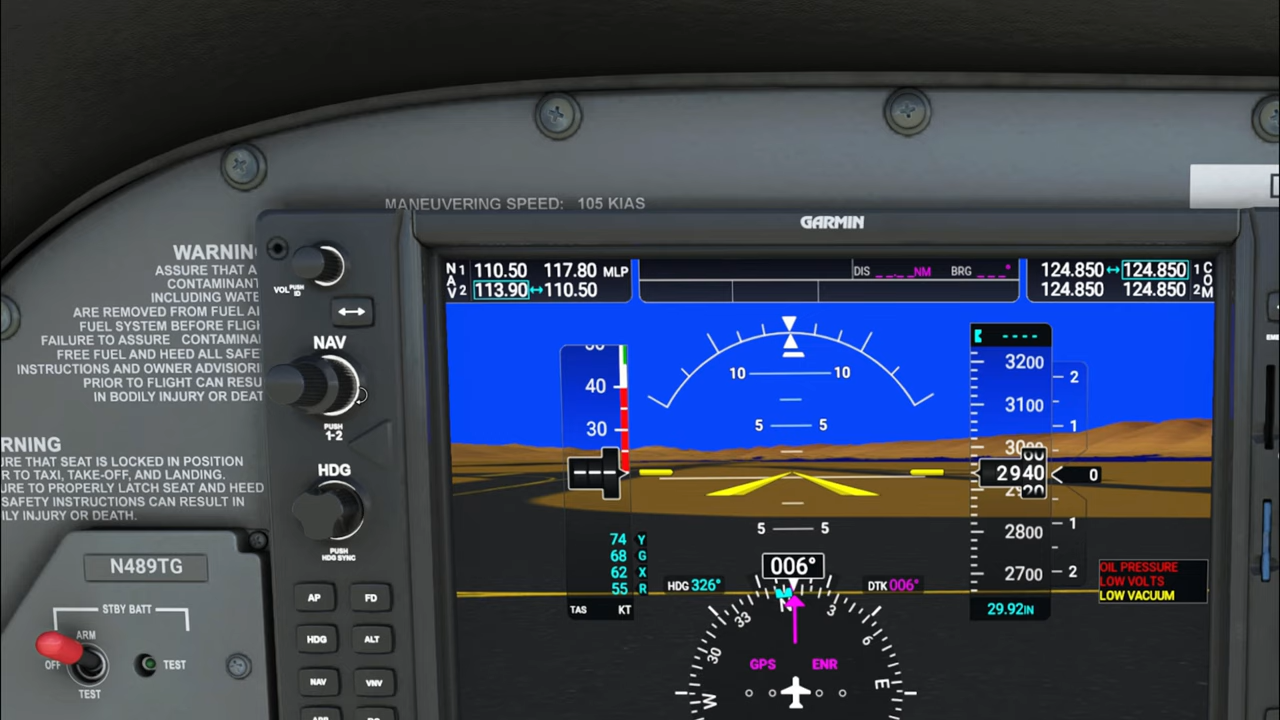 MANEUVERING SPEED: 105 KIAS
GARMIN
WARNIN
ASSURE THAT A
CONTAMINANT
INCLUDING WATE
ARE REMOVED FROM FUEL A
FUEL SYSTEM BEFORE FLIGH
FAILURE TO ASSURE CONTAMINA
FREE FUEL AND HEED ALL SAFE
INSTRUCTIONS AND OWNER ADVISORI
PRIOR TO FLIGHT CAN RESU
IN BODILY INJURY OR DEAT
RNING
URE THAT SEAT IS LOCKED IN POSITION
R TO TAXI, TAKE-OFF, AND LANDING.
URE TO PROPERLY LATCH SEAT AND HEED
SAFETY INSTRUCTIONS CAN RESULT IN
ILY INJURY OR DEATH.
N489TG
STBY BATT
ARM
OFF
TEST
TEST
VOL PUSH ID
NAV
PUSH
1-2
HDG
PUSH
HDG SYNC
AP FD
HDG ALT
NAV VNV
NAV
1 110.50 117.80 MLP
2 113.90↔110.50
DIS _ _._ _NM BRG _ _ _°
124.850↔124.850 1
124.850 124.850 2
COM
40
30
TAS KT
74 Y
68 G
62 X
55 R
10 10
5 5
5 5
- - - -
3200
3100
2940
2800
2700
29.92IN
2
1
0
1
2
HDG 326°
006°
DTK 006°
33 N 3
30 6
W E
GPS ENR
OIL PRESSURE
LOW VOLTS
LOW VACUUM